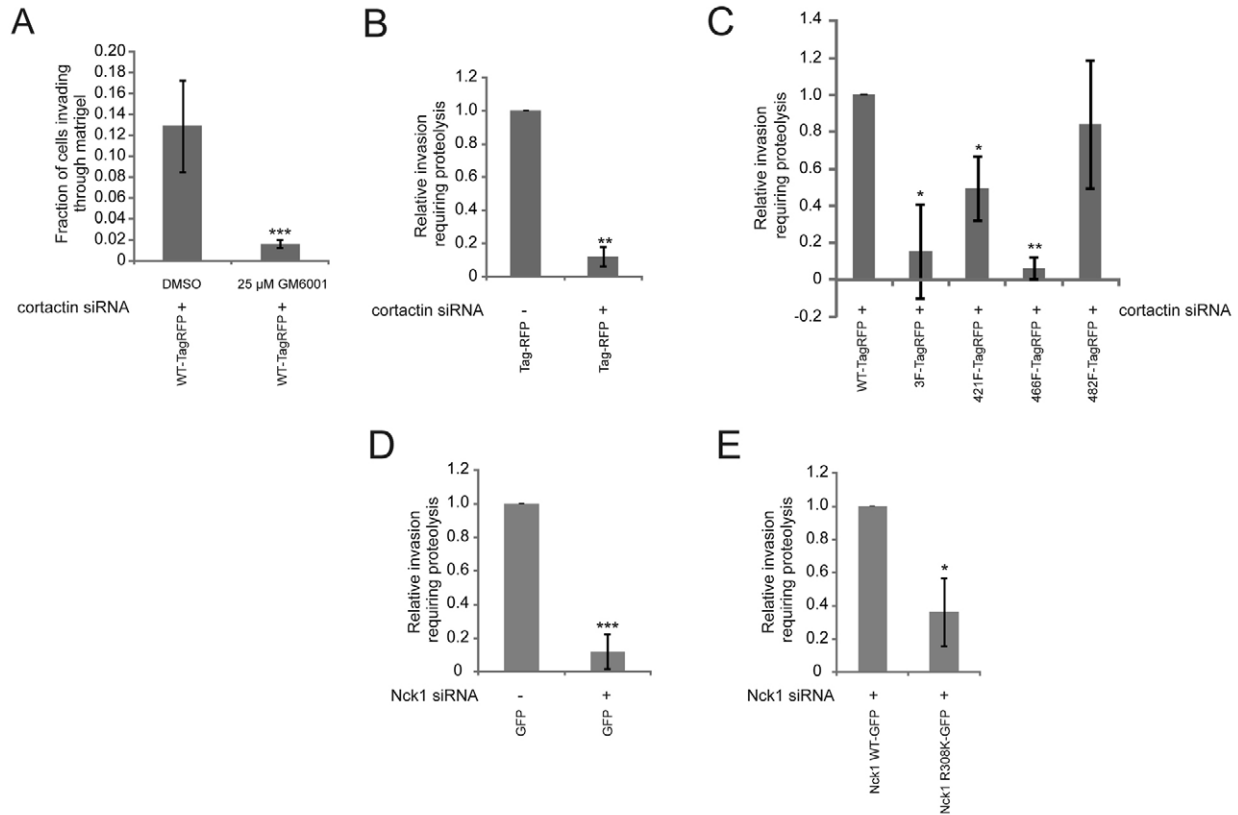 A
Fraction of cells invading
through matrigel
0.20
0.18
0.16
0.14
0.12
0.10
0.08
0.06
0.04
0.02
0
***
DMSO
25 µM GM6001
cortactin siRNA
+
+
WT-TagRFP
WT-TagRFP
B
Relative invasion
requiring proteolysis
1.2
1.0
0.8
0.6
0.4
0.2
0
**
cortactin siRNA
-
+
Tag-RFP
Tag-RFP
C
Relative invasion
requiring proteolysis
1.4
1.2
1.0
0.8
0.6
0.4
0.2
0
-0.2
*
*
**
+
+
+
+
+
cortactin siRNA
WT-TagRFP
3F-TagRFP
421F-TagRFP
466F-TagRFP
482F-TagRFP
D
Relative invasion
requiring proteolysis
1.2
1.0
0.8
0.6
0.4
0.2
0
***
Nck1 siRNA
-
+
GFP
GFP
E
Relative invasion
requiring proteolysis
1.2
1.0
0.8
0.6
0.4
0.2
0
*
Nck1 siRNA
+
+
Nck1 WT-GFP
Nck1 R308K-GFP